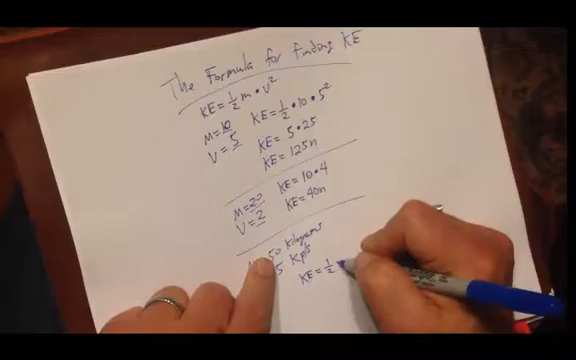 The Formula for Finding KE
KE = ½ m • v²
M = 10
V = 5
KE = ½ • 10 • 5²
KE = 5 • 25
KE = 125n
M = 20
V = 2
KE = 10 • 4
KE = 40n
50 Kilograms
5 Kp/s
KE = ½